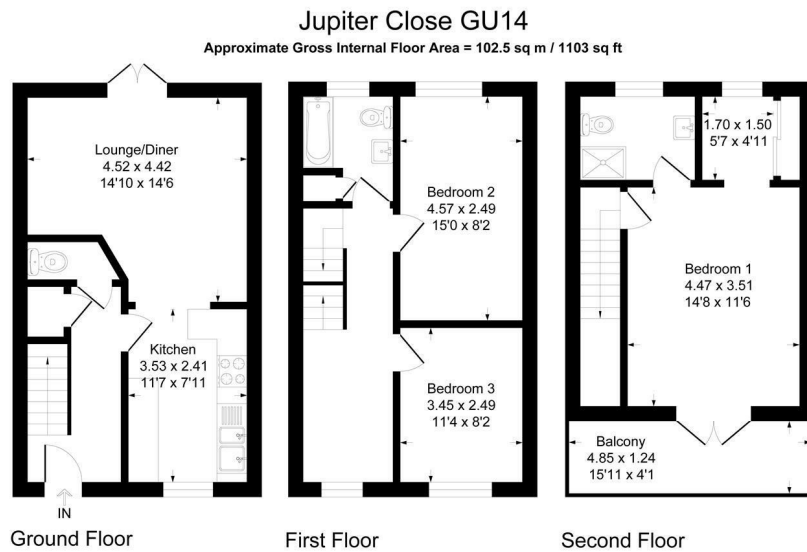 Jupiter Close GU14
Approximate Gross Internal Floor Area = 102.5 sq m / 1103 sq ft
Lounge/Diner
4.52 x 4.42
14'10 x 14'6
Kitchen
3.53 x 2.41
11'7 x 7'11
IN
Ground Floor
Bedroom 2
4.57 x 2.49
15'0 x 8'2
Bedroom 3
3.45 x 2.49
11'4 x 8'2
First Floor
1.70 x 1.50
5'7 x 4'11
Bedroom 1
4.47 x 3.51
14'8 x 11'6
Balcony
4.85 x 1.24
15'11 x 4'1
Second Floor